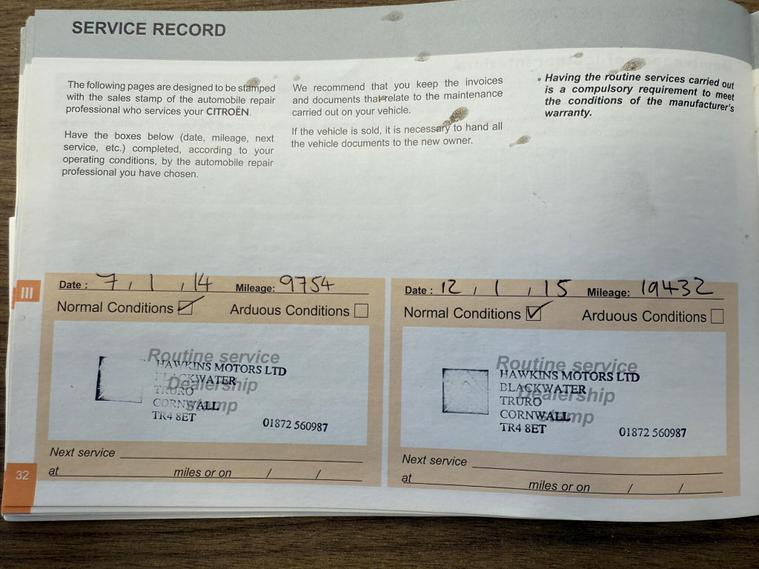 SERVICE RECORD
The following pages are designed to be stamped
with the sales stamp of the automobile repair
professional who services your CITROËN.
Have the boxes below (date, mileage, next
service, etc.) completed, according to your
operating conditions, by the automobile repair
professional you have chosen.
We recommend that you keep the invoices
and documents that relate to the maintenance
carried out on your vehicle.
If the vehicle is sold, it is necessary to hand all
the vehicle documents to the new owner.
• Having the routine services carried out
is a compulsory requirement to meet
the conditions of the manufacturer's
warranty.
III
Date : 7 / 1 / 14 Mileage: 9754
Normal Conditions ☑ Arduous Conditions ☐
Routine service
Dealership
stamp
HAWKINS MOTORS LTD
BLACKWATER
TRURO
CORNWALL
TR4 8ET 01872 560987
Next service
at miles or on / /
Date : 12 / 1 / 15 Mileage: 19432
Normal Conditions ☑ Arduous Conditions ☐
Routine service
Dealership
stamp
HAWKINS MOTORS LTD
BLACKWATER
TRURO
CORNWALL
TR4 8ET 01872 560987
Next service
at miles or on / /
32